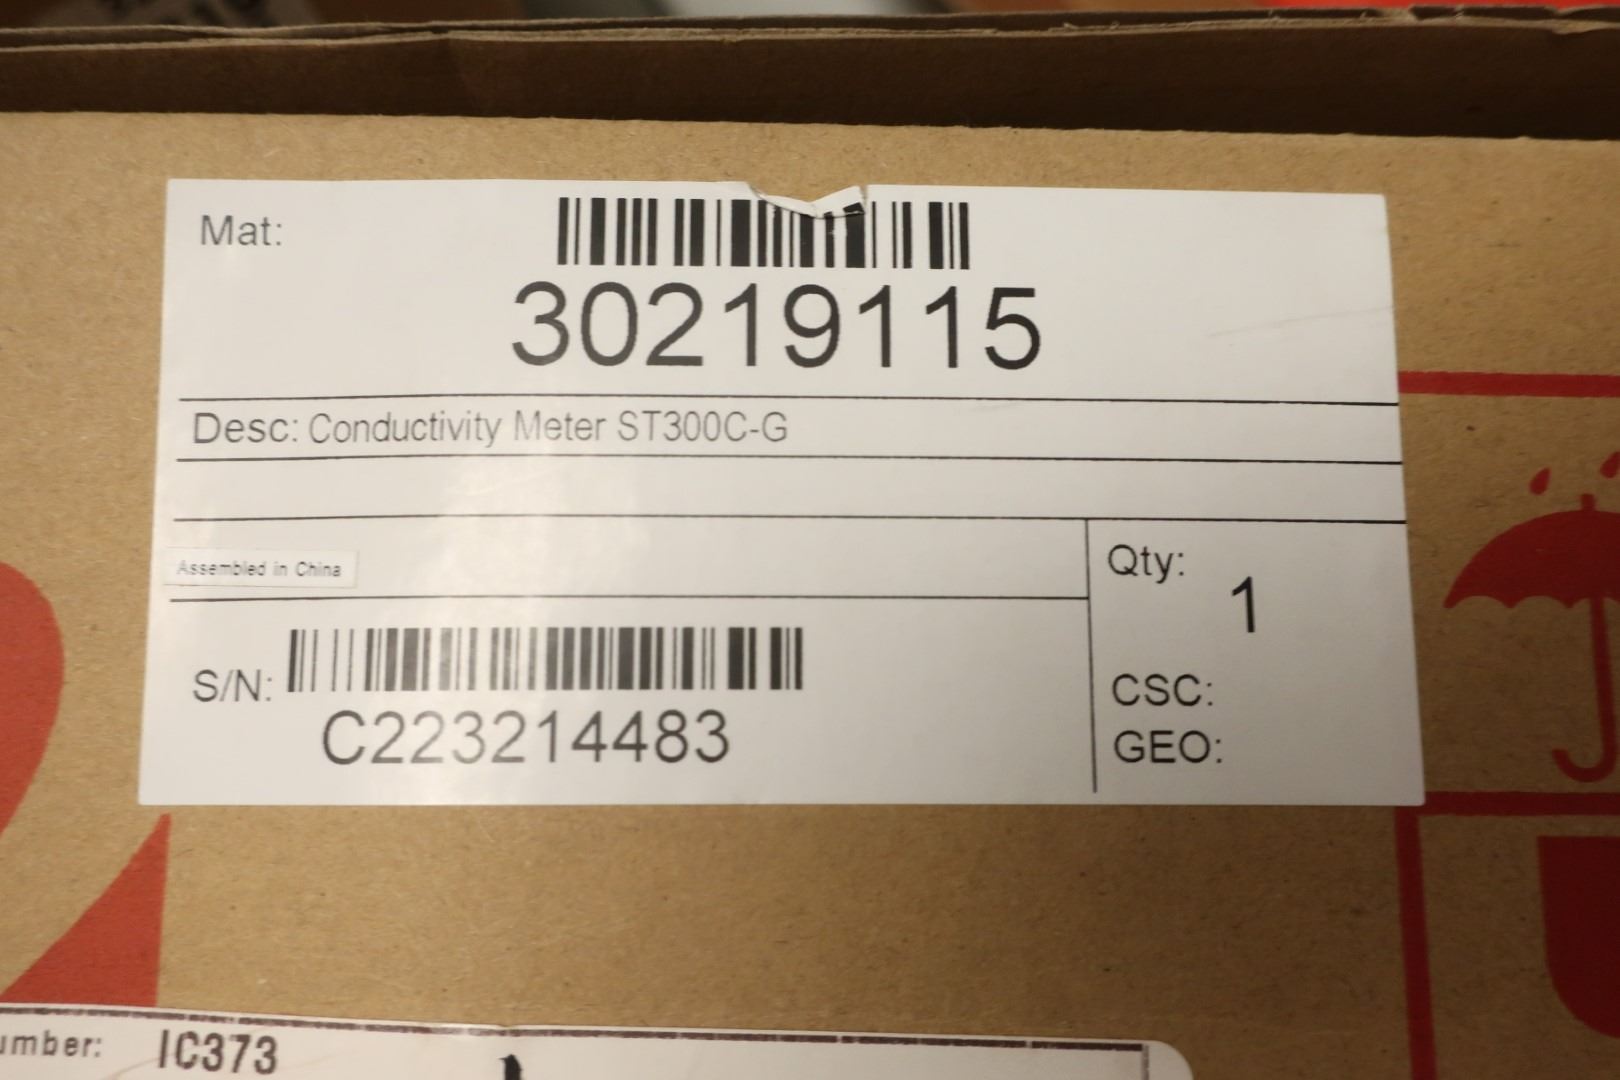 Mat:
30219115
Desc: Conductivity Meter ST300C-G
Assembled in China
Qty:
1
S/N:
C223214483
CSC:
GEO:
umber: IC373